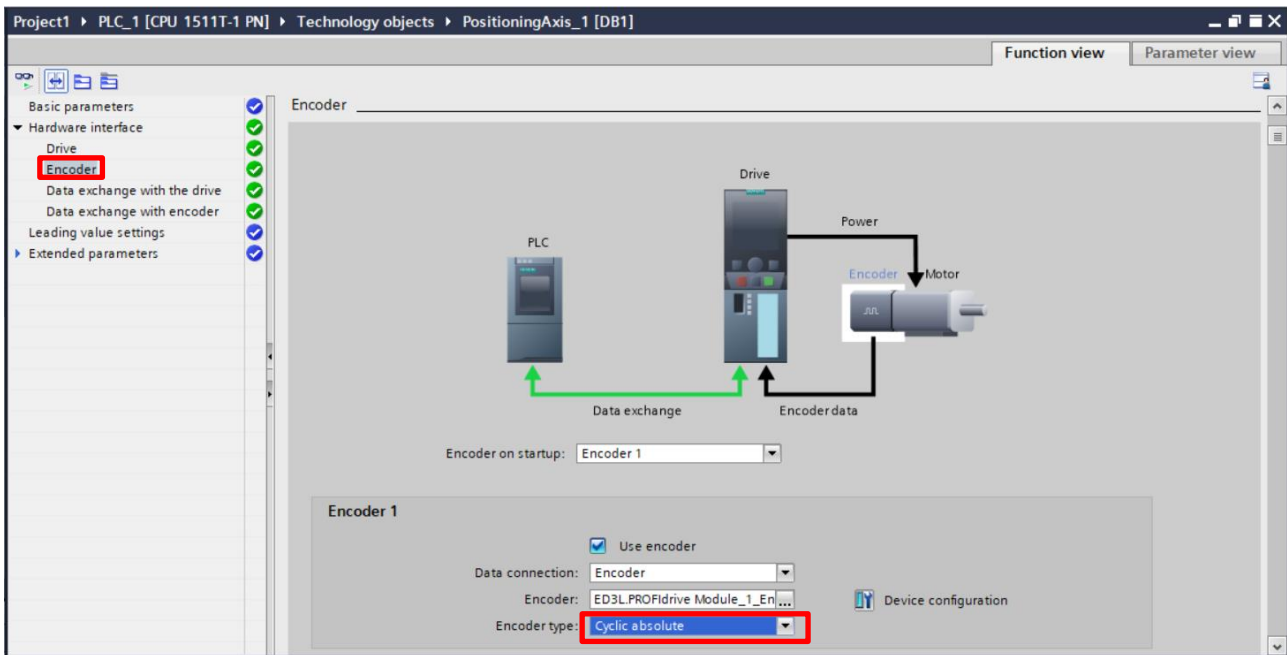 Project1 ▸ PLC_1 [CPU 1511T-1 PN] ▸ Technology objects ▸ PositioningAxis_1 [DB1]
Function view
Parameter view
Basic parameters
Hardware interface
Drive
Encoder
Data exchange with the drive
Data exchange with encoder
Leading value settings
Extended parameters
Encoder
Drive
Power
PLC
Encoder
Motor
Data exchange
Encoder data
Encoder on startup: Encoder 1
Encoder 1
Use encoder
Data connection: Encoder
Encoder: ED3L.PROFIdrive Module_1_En ...
Device configuration
Encoder type: Cyclic absolute